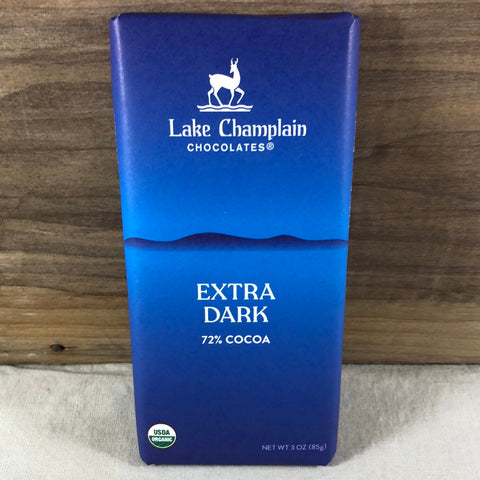 Lake Champlain
CHOCOLATES®
EXTRA
DARK
72% COCOA
USDA
ORGANIC
NET WT 3 OZ (85g)